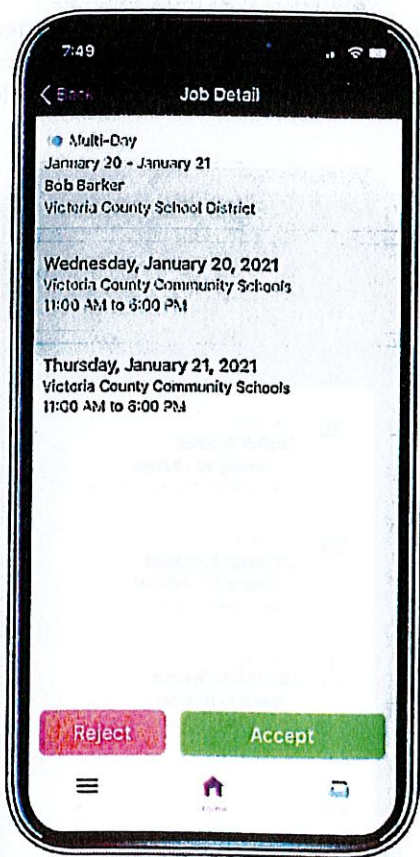 7:49
Back
Job Detail
Multi-Day
January 20 - January 21
Bob Barker
Victoria County School District
Wednesday, January 20, 2021
Victoria County Community Schools
11:00 AM to 6:00 PM
Thursday, January 21, 2021
Victoria County Community Schools
11:00 AM to 6:00 PM
Reject
Accept
Home